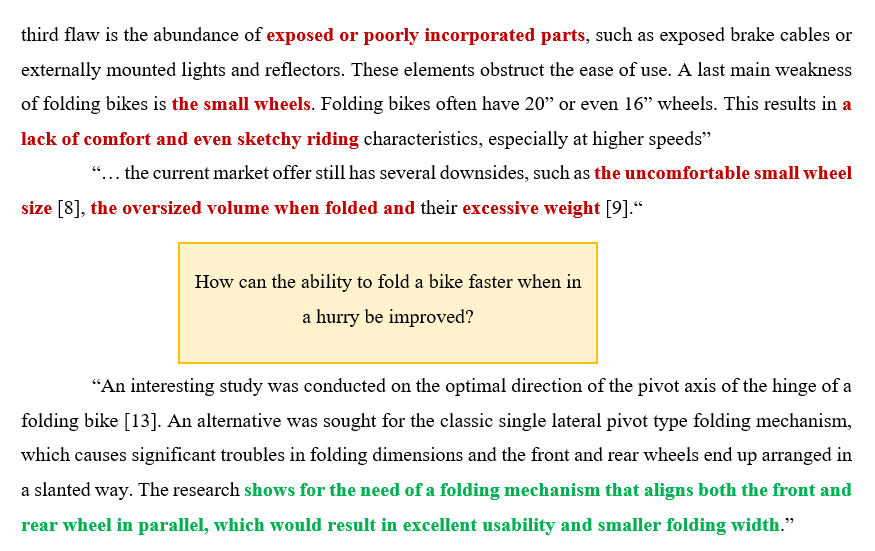 third flaw is the abundance of exposed or poorly incorporated parts, such as exposed brake cables or
externally mounted lights and reflectors. These elements obstruct the ease of use. A last main weakness
of folding bikes is the small wheels. Folding bikes often have 20” or even 16” wheels. This results in a
lack of comfort and even sketchy riding characteristics, especially at higher speeds”
“… the current market offer still has several downsides, such as the uncomfortable small wheel
size [8], the oversized volume when folded and their excessive weight [9].“
How can the ability to fold a bike faster when in
a hurry be improved?
“An interesting study was conducted on the optimal direction of the pivot axis of the hinge of a
folding bike [13]. An alternative was sought for the classic single lateral pivot type folding mechanism,
which causes significant troubles in folding dimensions and the front and rear wheels end up arranged in
a slanted way. The research shows for the need of a folding mechanism that aligns both the front and
rear wheel in parallel, which would result in excellent usability and smaller folding width.”